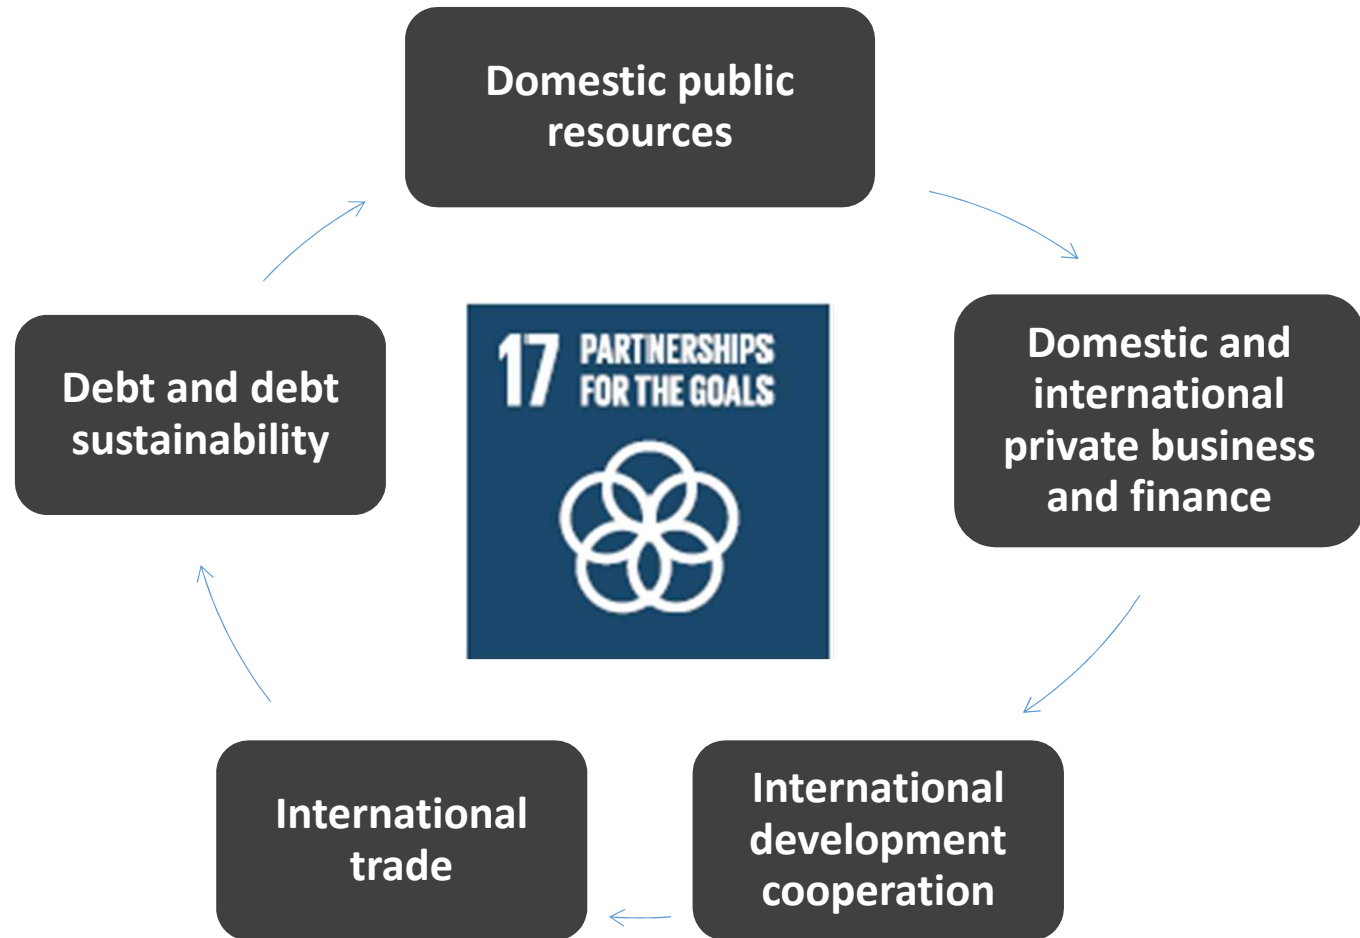 Domestic public
resources
Domestic and
international
private business
and finance
International
development
cooperation
International
trade
Debt and debt
sustainability
17 PARTNERSHIPS
FOR THE GOALS